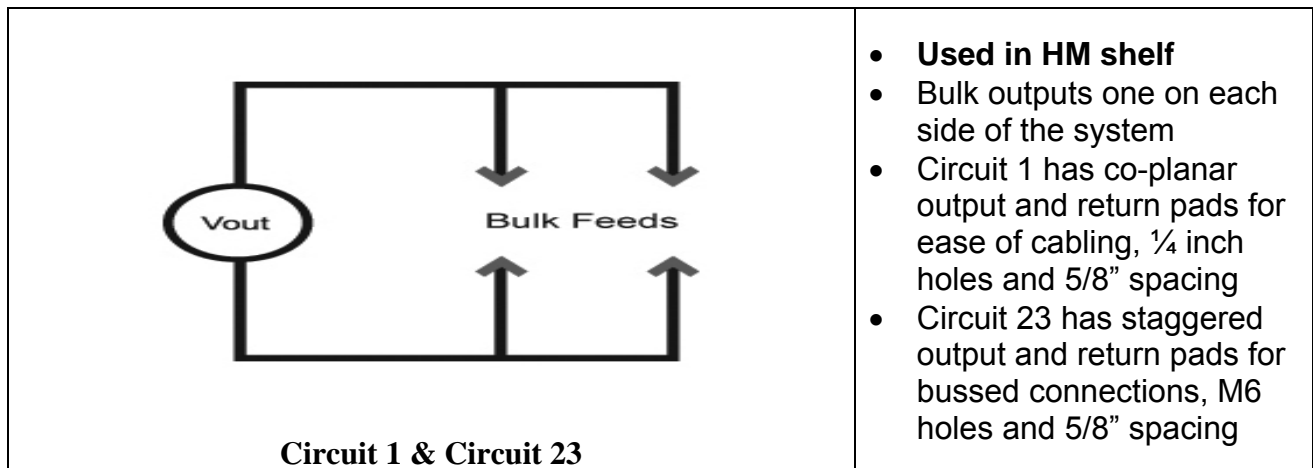 Vout
Bulk Feeds
Circuit 1 & Circuit 23
• Used in HM shelf
• Bulk outputs one on each
side of the system
• Circuit 1 has co-planar
output and return pads for
ease of cabling, ¼ inch
holes and 5/8” spacing
• Circuit 23 has staggered
output and return pads for
bussed connections, M6
holes and 5/8” spacing